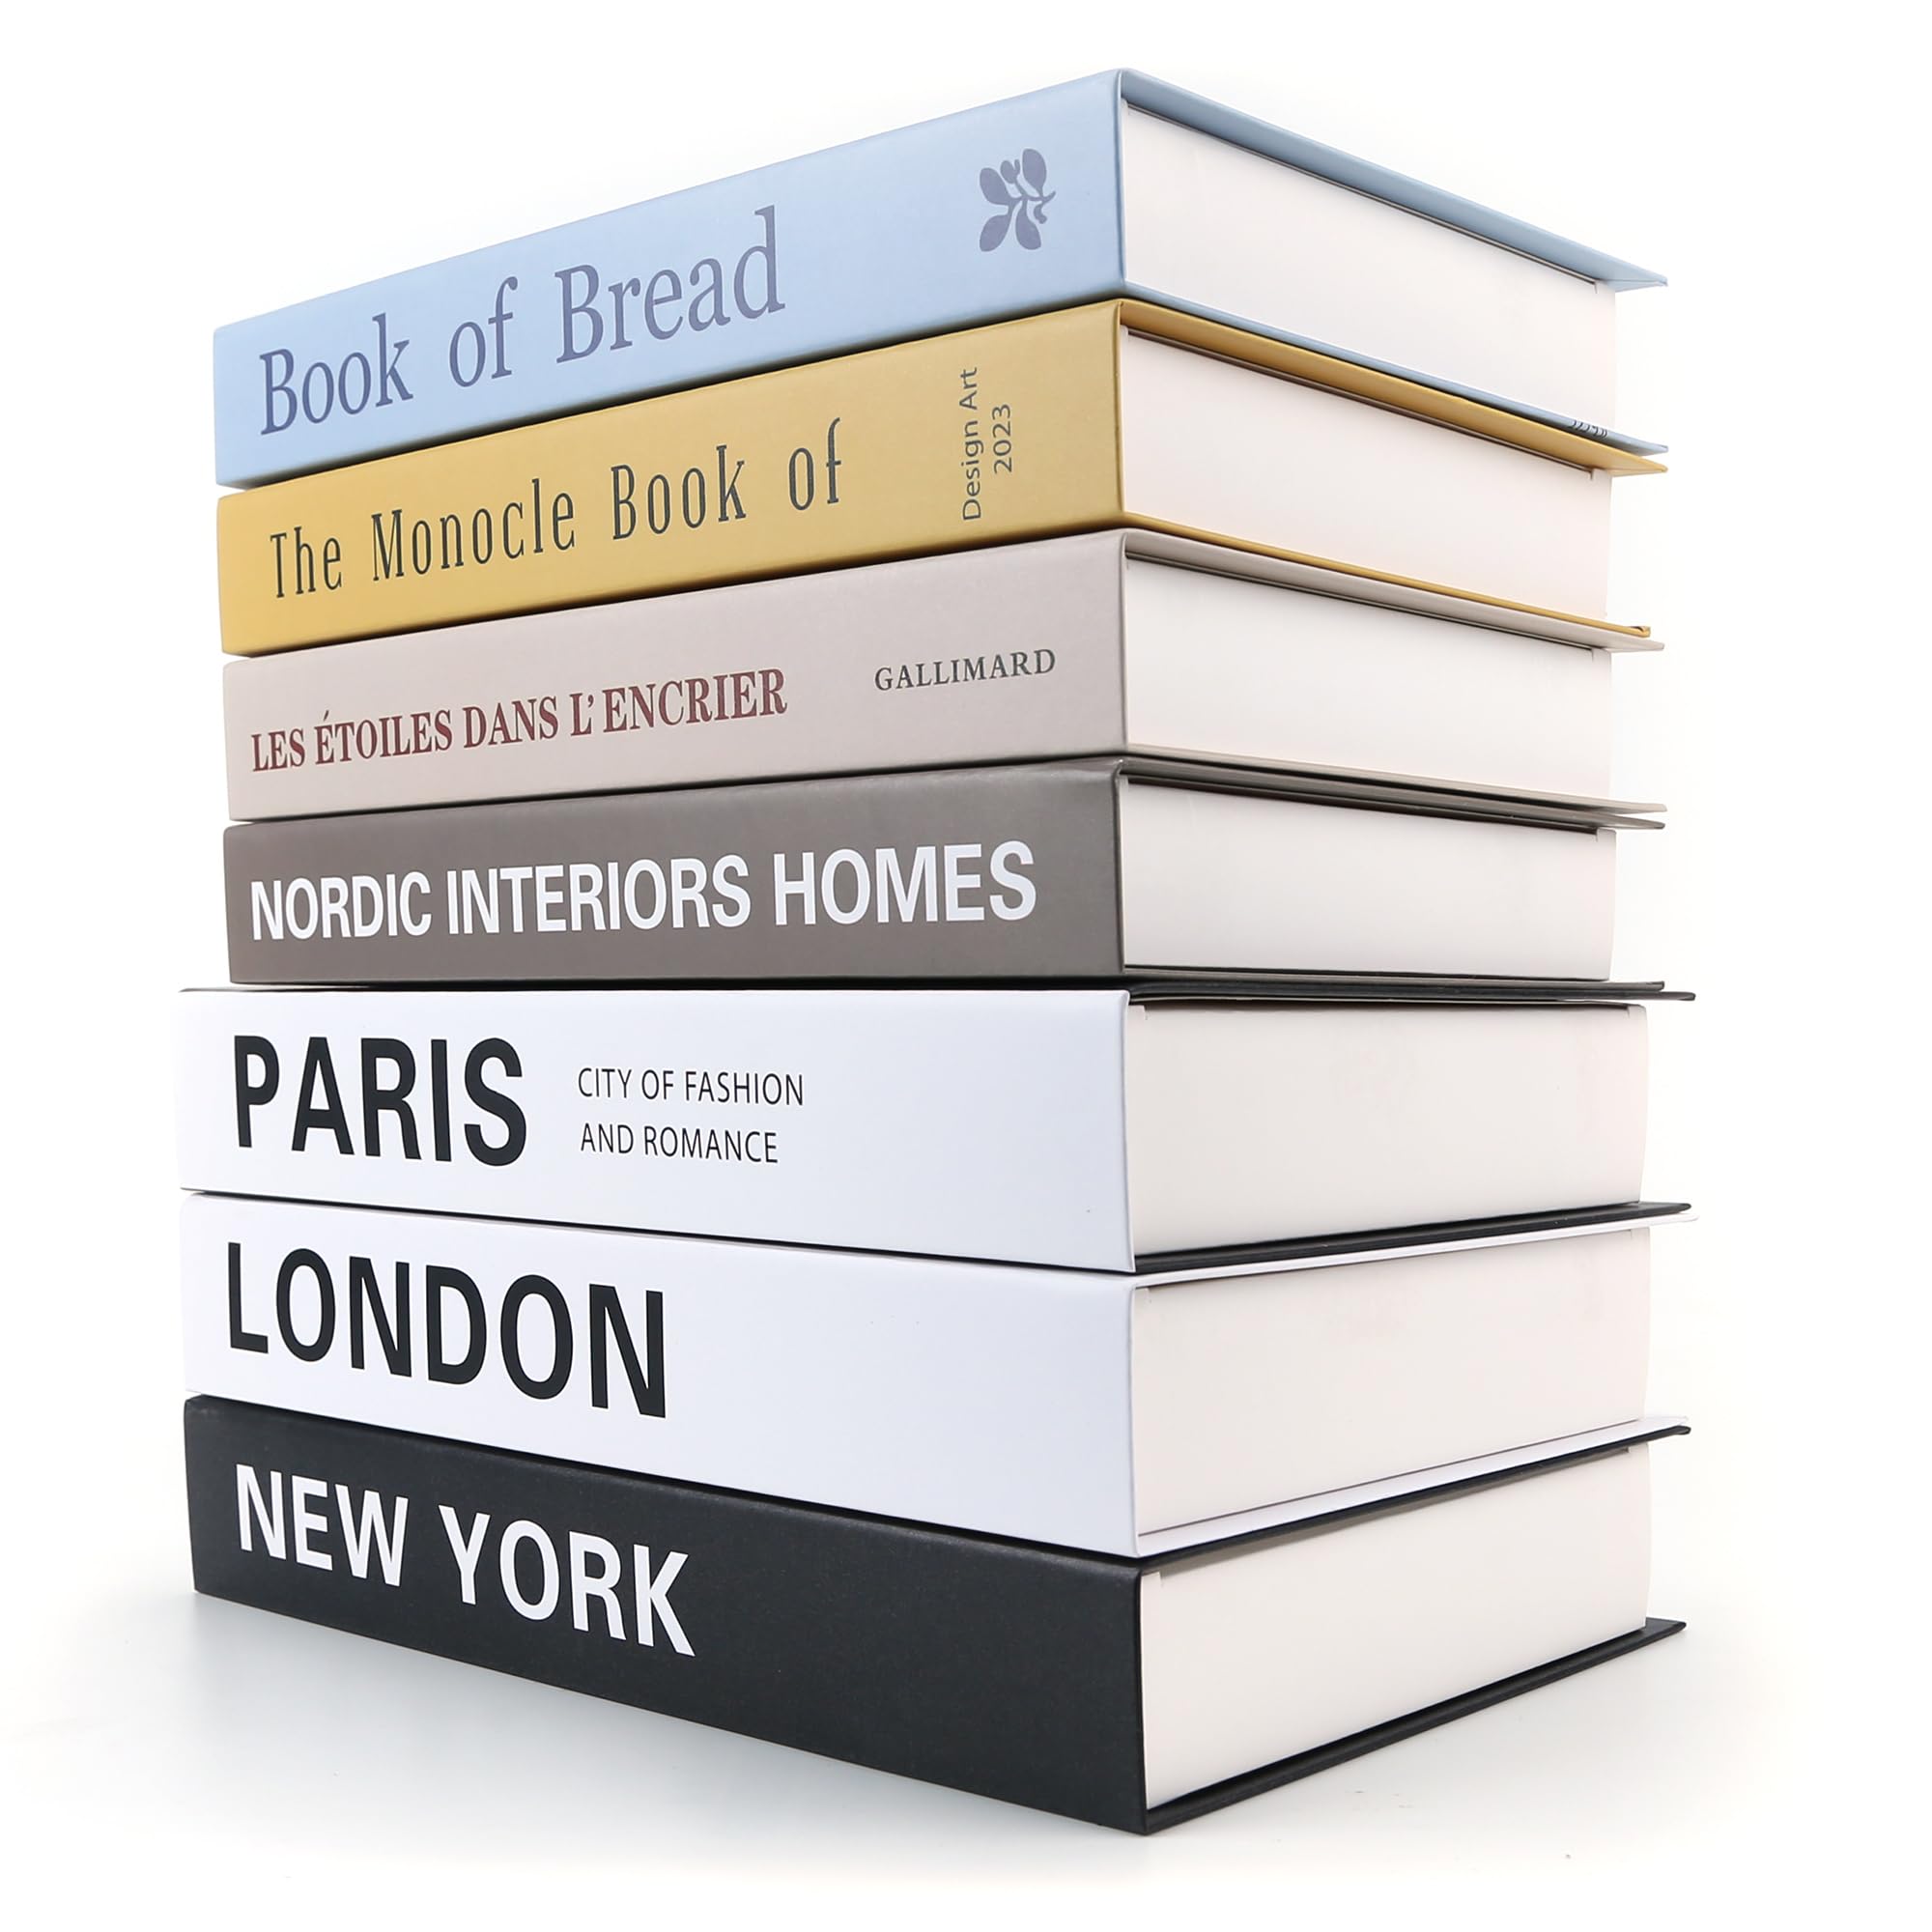 Book of Bread
The Monocle Book of
Design Art
2023
LES ÉTOILES DANS L'ENCRIER
GALLIMARD
NORDIC INTERIORS HOMES
PARIS
CITY OF FASHION
AND ROMANCE
LONDON
NEW YORK